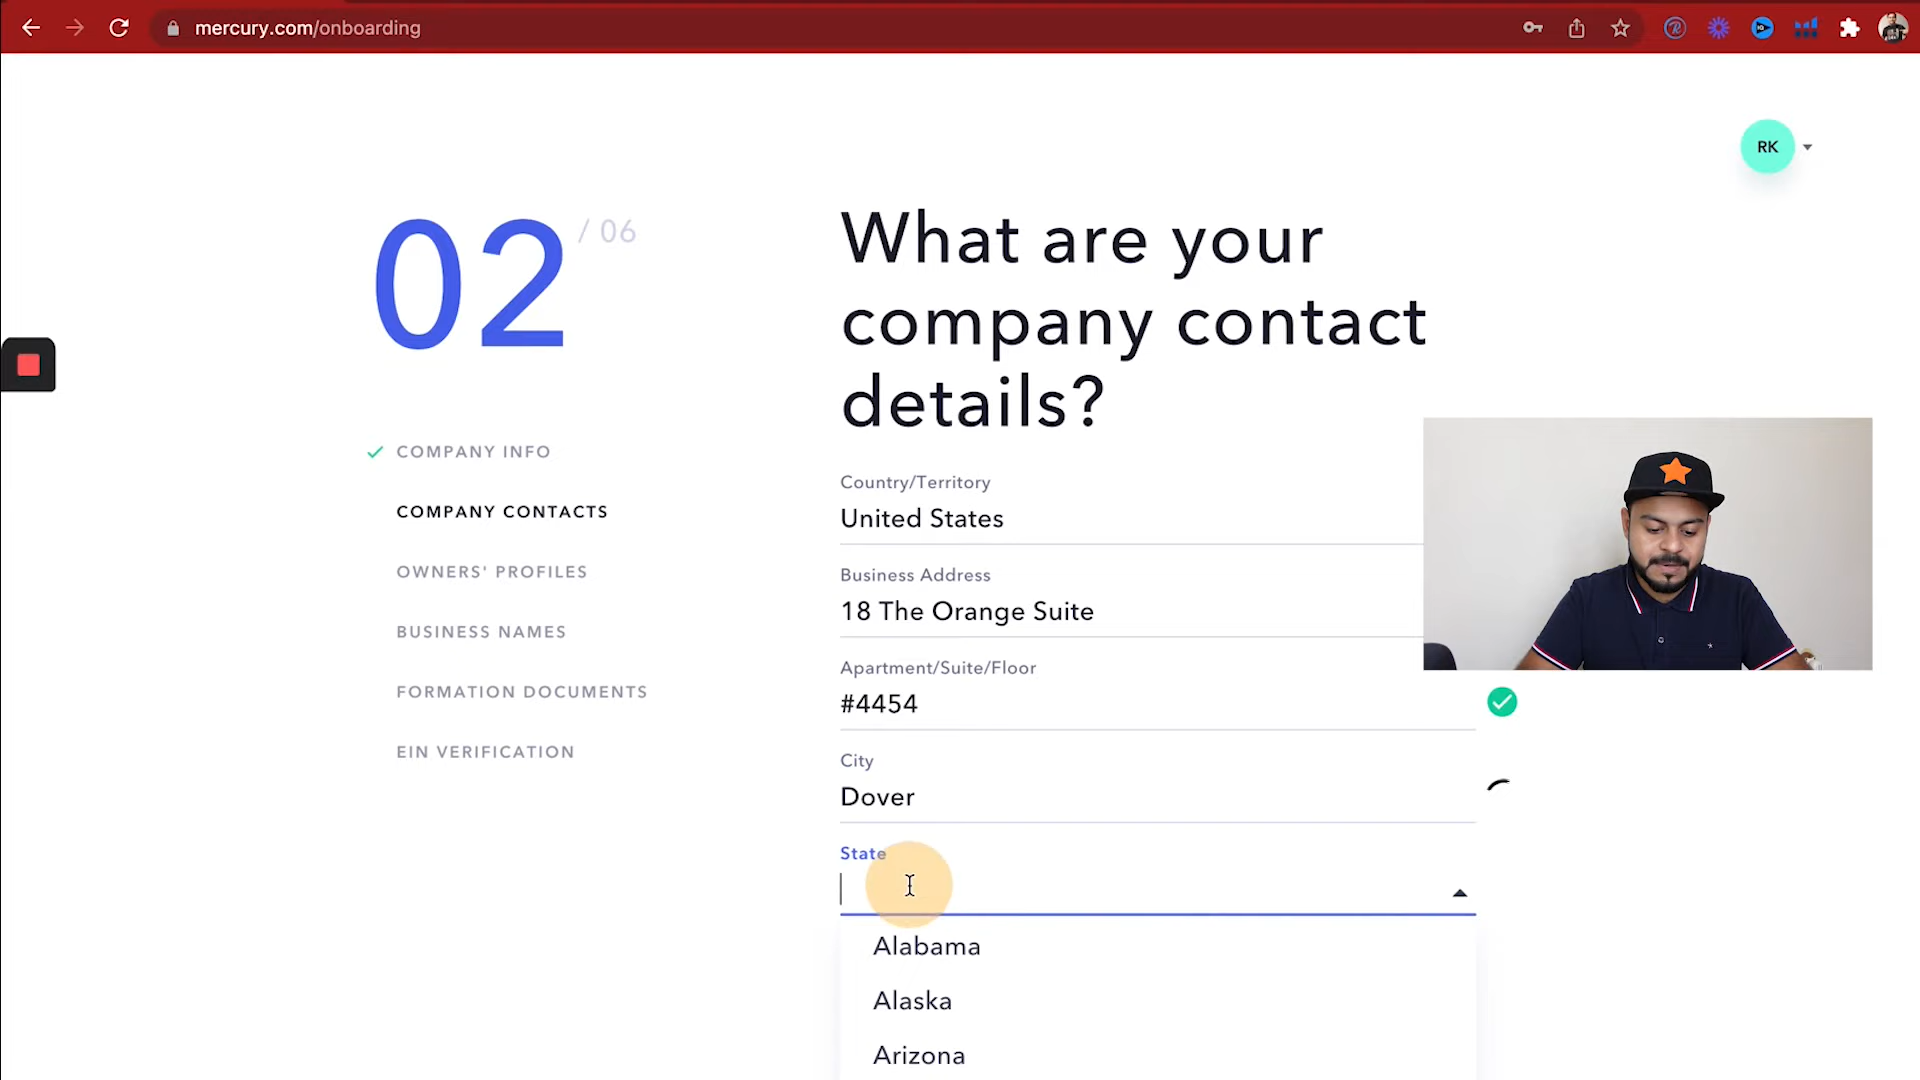 mercury.com/onboarding
RK
02 / 06
What are your
company contact
details?
COMPANY INFO
COMPANY CONTACTS
OWNERS' PROFILES
BUSINESS NAMES
FORMATION DOCUMENTS
EIN VERIFICATION
Country/Territory
United States
Business Address
18 The Orange Suite
Apartment/Suite/Floor
#4454
City
Dover
State
Alabama
Alaska
Arizona